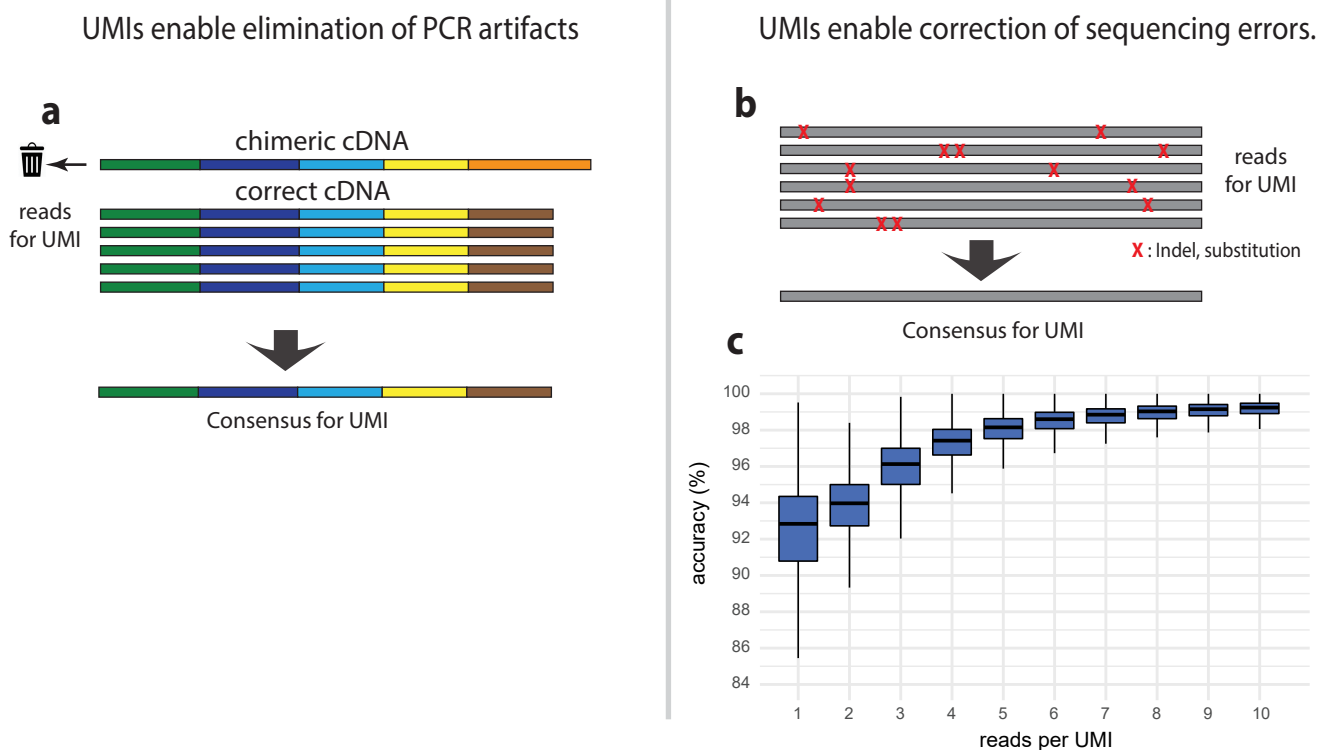 UMIs enable elimination of PCR artifacts
a
chimeric cDNA
correct cDNA
reads
for UMI
Consensus for UMI
UMIs enable correction of sequencing errors.
b
reads
for UMI
X : Indel, substitution
Consensus for UMI
c
accuracy (%)
100
98
96
94
92
90
88
86
84
1 2 3 4 5 6 7 8 9 10
reads per UMI